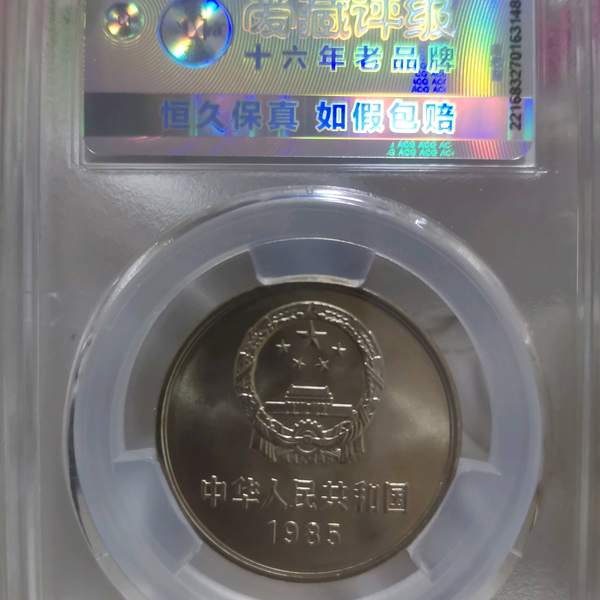 爱藏评级
十六年老品牌
恒久保真 如假包赔
中华人民共和国
1985